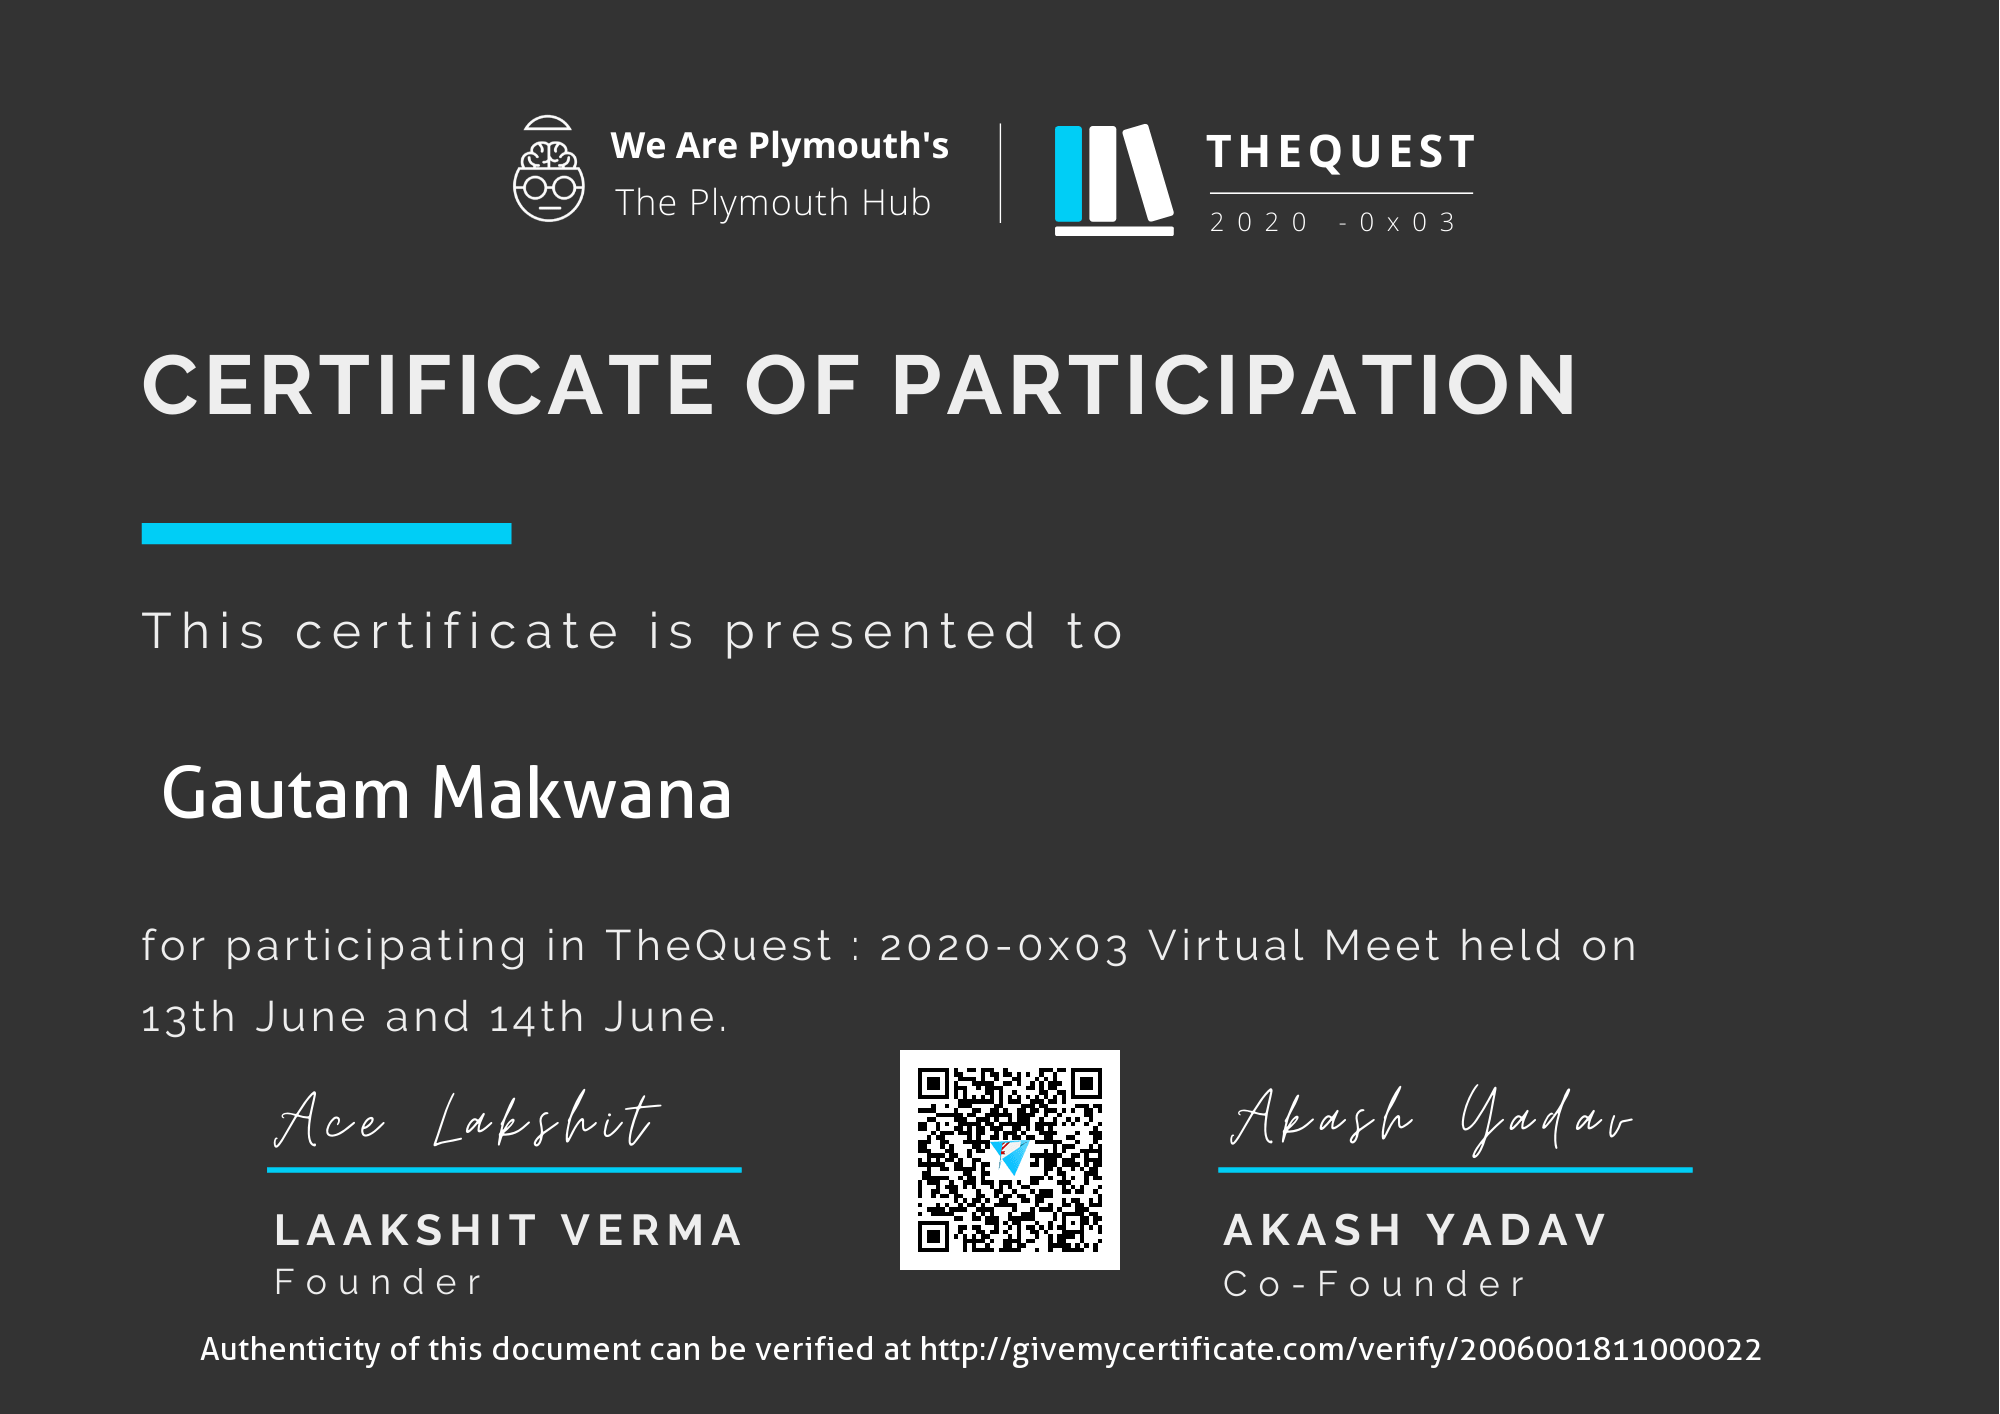 We Are Plymouth's
The Plymouth Hub
THEQUEST
2020 -0x03
CERTIFICATE OF PARTICIPATION
This certificate is presented to
Gautam Makwana
for participating in TheQuest : 2020-0x03 Virtual Meet held on
13th June and 14th June.
Ace Lakshit
LAAKSHIT VERMA
Founder
Akash Yadav
AKASH YADAV
Co-Founder
Authenticity of this document can be verified at http://givemycertificate.com/verify/2006001811000022